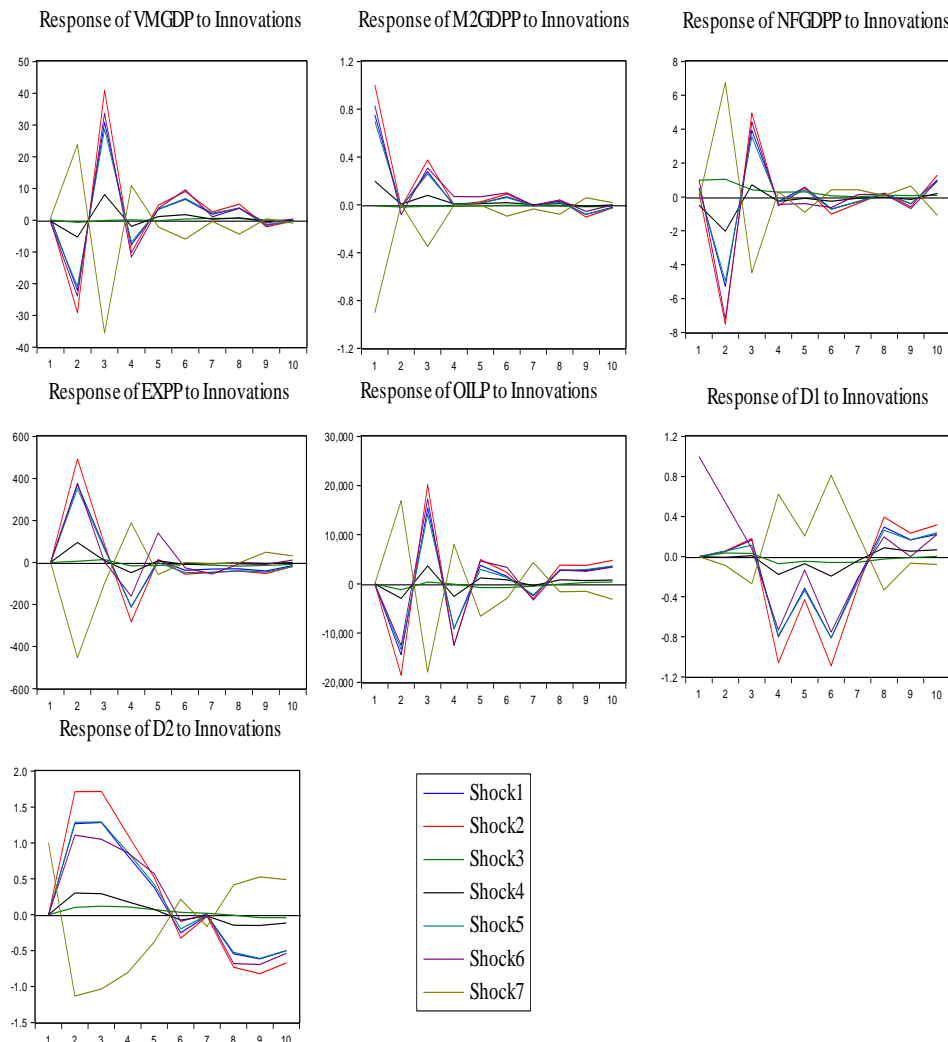 Response of VMGDP to Innovations
Response of M2GDPP to Innovations
Response of NFGDPP to Innovations
50
40
30
20
10
0
-10
-20
-30
-40
1 2 3 4 5 6 7 8 9 10
1.2
0.8
0.4
0.0
-0.4
-0.8
-1.2
1 2 3 4 5 6 7 8 9 10
8
6
4
2
0
-2
-4
-6
-8
1 2 3 4 5 6 7 8 9 10
Response of EXPP to Innovations
Response of OILP to Innovations
Response of D1 to Innovations
600
400
200
0
-200
-400
-600
1 2 3 4 5 6 7 8 9 10
30,000
20,000
10,000
0
-10,000
-20,000
1 2 3 4 5 6 7 8 9 10
1.2
0.8
0.4
0.0
-0.4
-0.8
-1.2
1 2 3 4 5 6 7 8 9 10
Response of D2 to Innovations
2.0
1.5
1.0
0.5
0.0
-0.5
-1.0
-1.5
1 2 3 4 5 6 7 8 9 10
Shock1
Shock2
Shock3
Shock4
Shock5
Shock6
Shock7